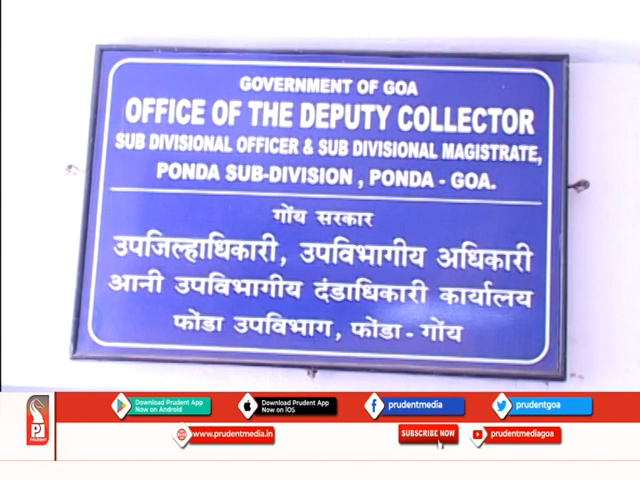 GOVERNMENT OF GOA
OFFICE OF THE DEPUTY COLLECTOR
SUB DIVISIONAL OFFICER & SUB DIVISIONAL MAGISTRATE,
PONDA SUB-DIVISION , PONDA - GOA.
गोंय सरकार
उपजिल्हाधिकारी, उपविभागीय अधिकारी
आनी उपविभागीय दंडाधिकारी कार्यालय
फोंडा उपविभाग, फोंडा - गोंय
PRUDENT
Download Prudent App
Now on Android
Download Prudent App
Now on iOS
prudentmedia
prudentgoa
www.prudentmedia.in
SUBSCRIBE NOW
prudentmediagoa